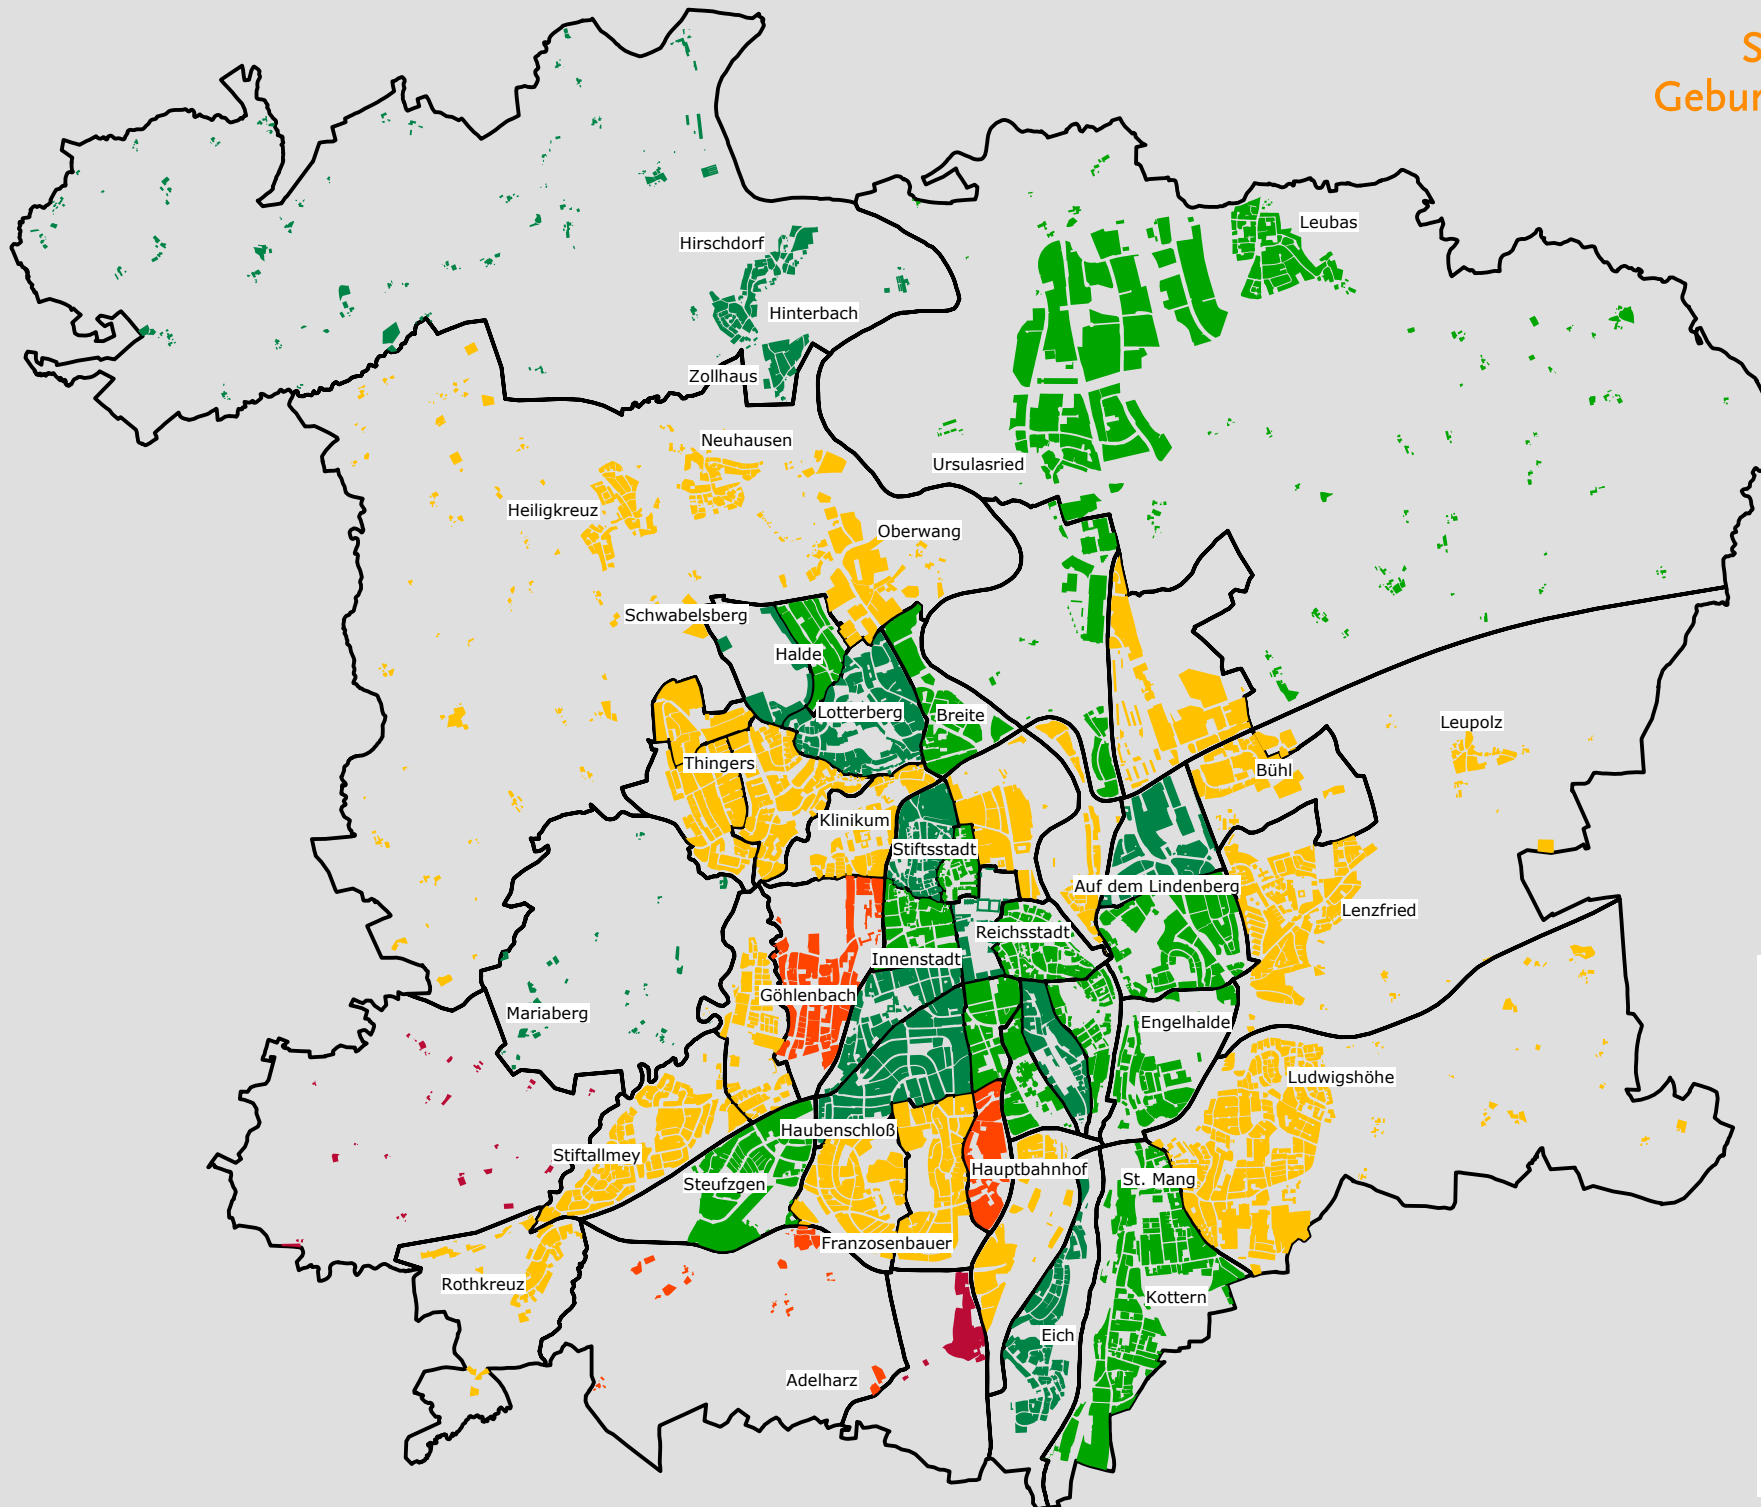 S
Gebur
Leubas
Hirschdorf
Hinterbach
Zollhaus
Neuhausen
Ursulasried
Heiligkreuz
Oberwang
Schwabelsberg
Halde
Lotterberg
Breite
Leupolz
Thingers
Bühl
Klinikum
Stiftsstadt
Auf dem Lindenberg
Lenzfried
Reichsstadt
Innenstadt
Göhlenbach
Mariaberg
Engelhalde
Ludwigshöhe
Haubenschloß
Stiftallmey
Hauptbahnhof
St. Mang
Steufzgen
Franzosenbauer
Rothkreuz
Kottern
Eich
Adelharz